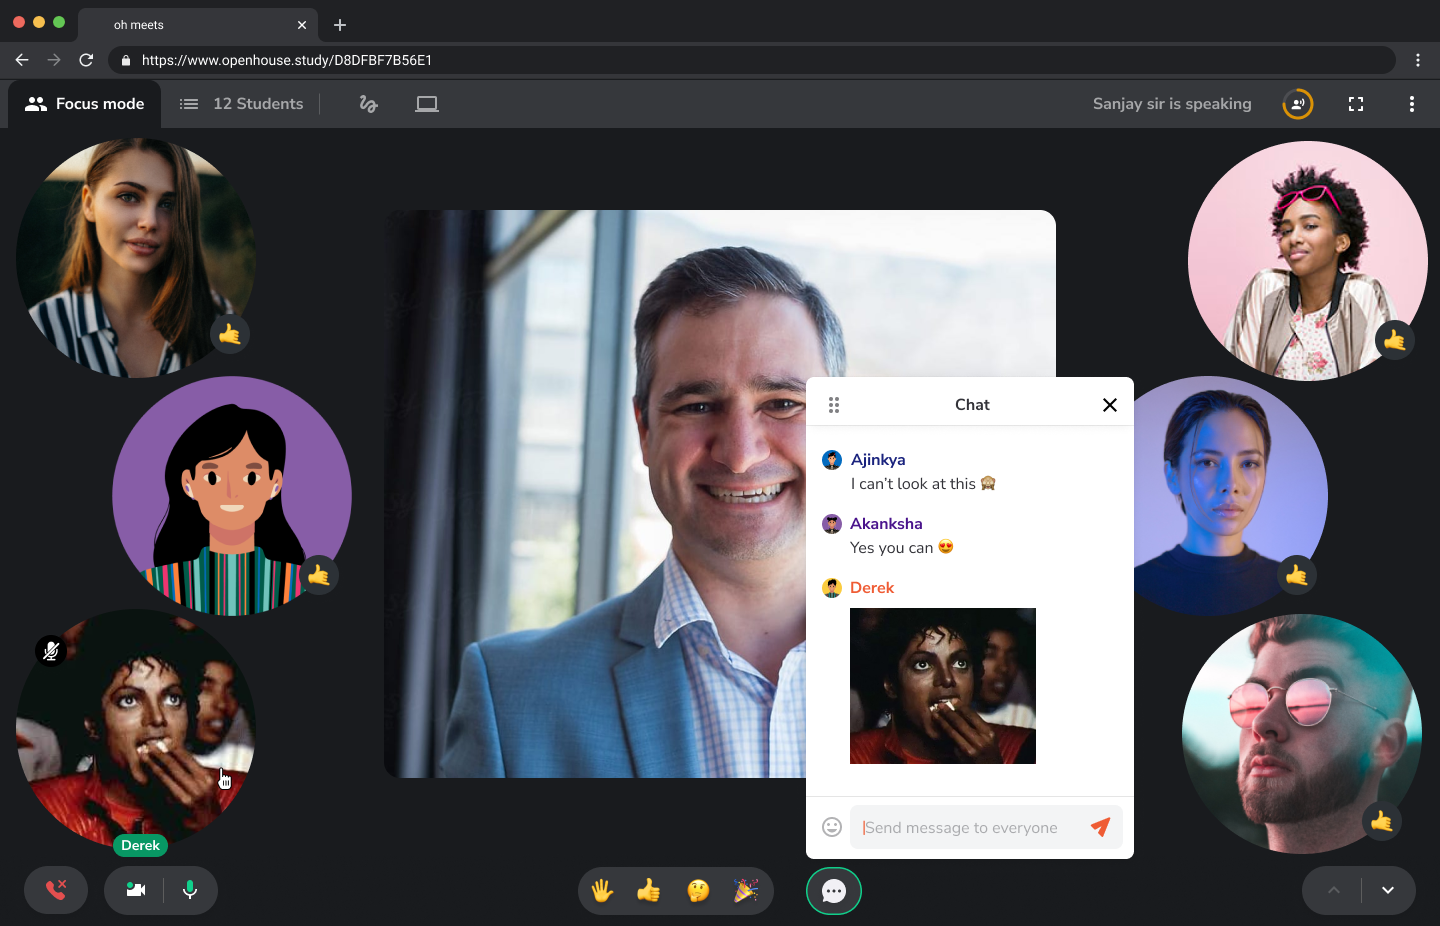 oh meets
https://www.openhouse.study/D8DFBF7B56E1
Focus mode
12 Students
Sanjay sir is speaking
Chat
Ajinkya
I can't look at this 🙈
Akanksha
Yes you can 😍
Derek
Send message to everyone
Derek